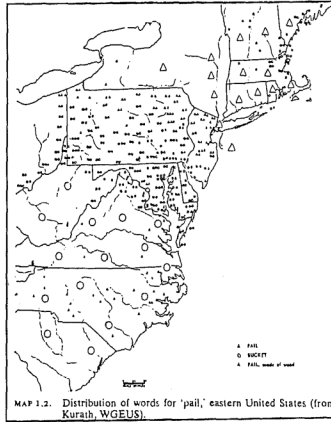 △ PAIL
○ BUCKET
▲ PAIL, made of wood
MAP 1.2. Distribution of words for 'pail,' eastern United States (from
Kurath, WGEUS).